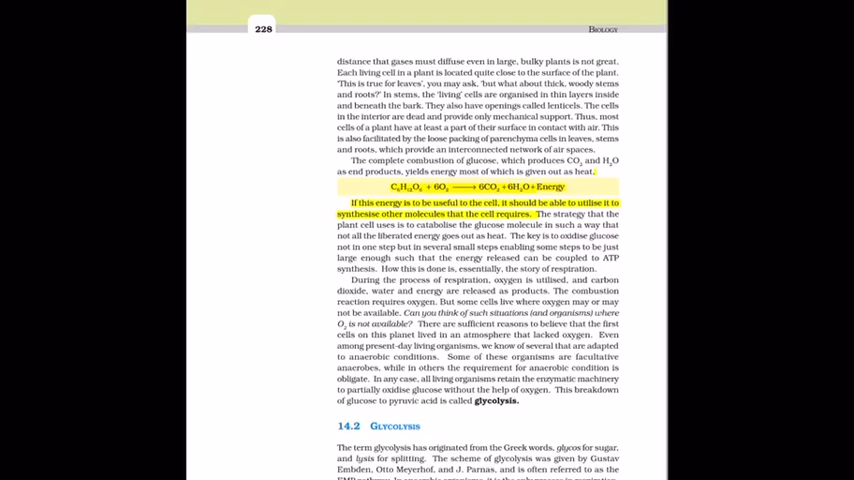 228
BIOLOGY
distance that gases must diffuse even in large, bulky plants is not great.
Each living cell in a plant is located quite close to the surface of the plant.
'This is true for leaves', you may ask, 'but what about thick, woody stems
and roots?' In stems, the 'living' cells are organised in thin layers inside
and beneath the bark. They also have openings called lenticels. The cells
in the interior are dead and provide only mechanical support. Thus, most
cells of a plant have at least a part of their surface in contact with air. This
is also facilitated by the loose packing of parenchyma cells in leaves, stems
and roots, which provide an interconnected network of air spaces.
The complete combustion of glucose, which produces CO₂ and H₂O
as end products, yields energy most of which is given out as heat.
C₆H₁₂O₆ + 6O₂ ⟶ 6CO₂ +6H₂O+Energy
If this energy is to be useful to the cell, it should be able to utilise it to
synthesise other molecules that the cell requires. The strategy that the
plant cell uses is to catabolise the glucose molecule in such a way that
not all the liberated energy goes out as heat. The key is to oxidise glucose
not in one step but in several small steps enabling some steps to be just
large enough such that the energy released can be coupled to ATP
synthesis. How this is done is, essentially, the story of respiration.
During the process of respiration, oxygen is utilised, and carbon
dioxide, water and energy are released as products. The combustion
reaction requires oxygen. But some cells live where oxygen may or may
not be available. Can you think of such situations (and organisms) where
O₂ is not available? There are sufficient reasons to believe that the first
cells on this planet lived in an atmosphere that lacked oxygen. Even
among present-day living organisms, we know of several that are adapted
to anaerobic conditions. Some of these organisms are facultative
anaerobes, while in others the requirement for anaerobic condition is
obligate. In any case, all living organisms retain the enzymatic machinery
to partially oxidise glucose without the help of oxygen. This breakdown
of glucose to pyruvic acid is called glycolysis.
14.2 GLYCOLYSIS
The term glycolysis has originated from the Greek words, glycos for sugar,
and lysis for splitting. The scheme of glycolysis was given by Gustav
Embden, Otto Meyerhof, and J. Parnas, and is often referred to as the